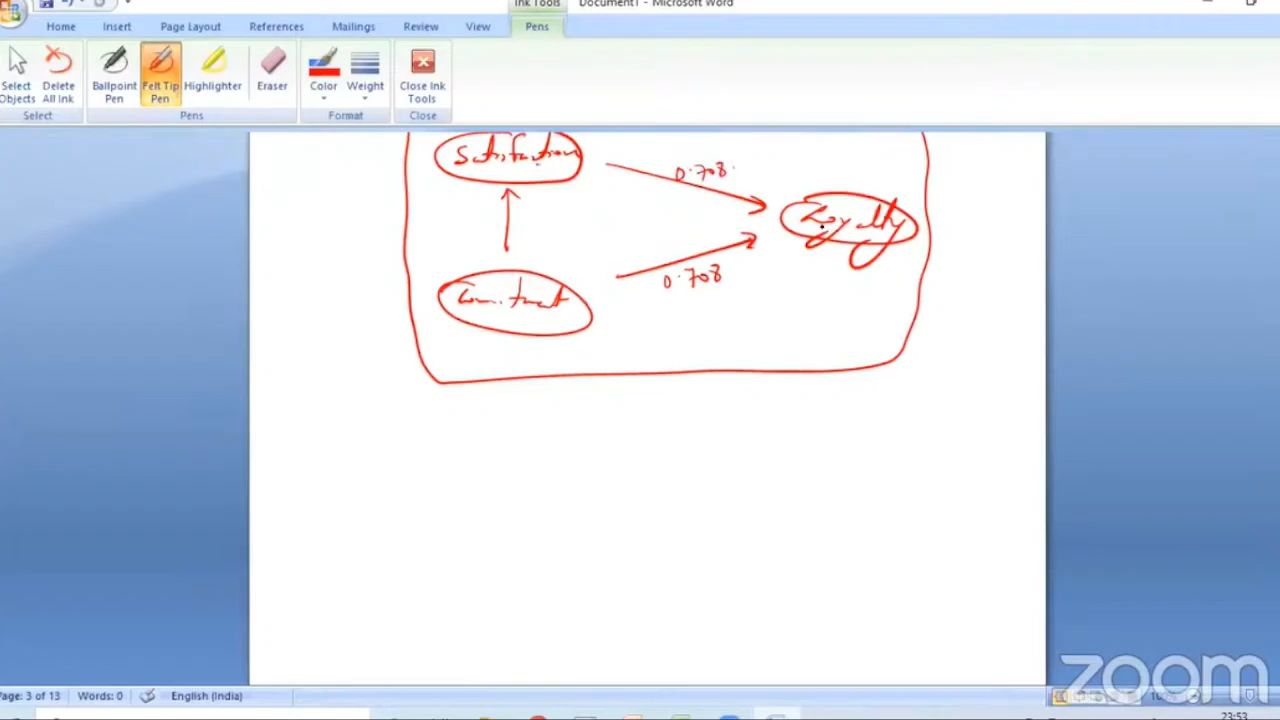 Ink Tools
Document1 - Microsoft Word
Home Insert Page Layout References Mailings Review View Pens
Select Objects
Delete All Ink
Ballpoint Pen
Felt Tip Pen
Highlighter
Eraser
Color
Weight
Close Ink Tools
Select
Pens
Format
Close
Satisfaction
0.708
Loyalty
0.708
zoom
Page: 3 of 13
Words: 0
English (India)
23:53